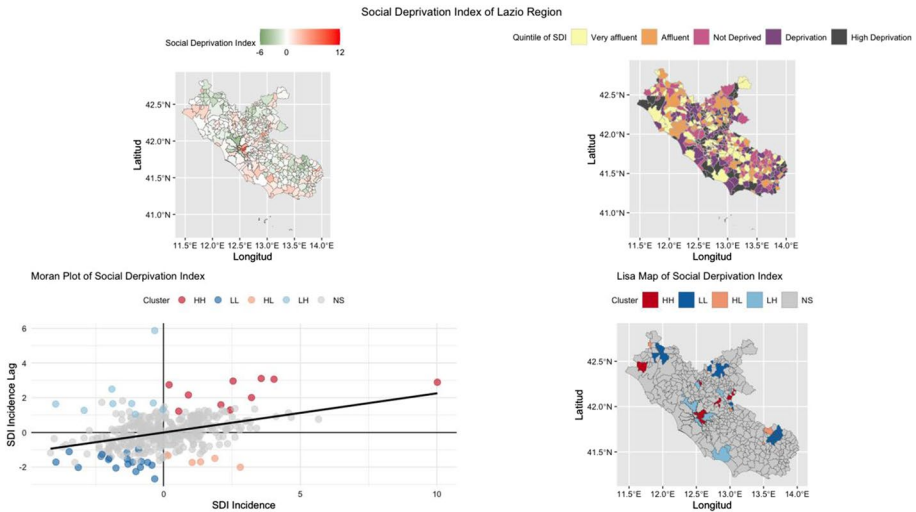 Social Deprivation Index of Lazio Region
Social Deprivation Index
-6 0 12
Quintile of SDI Very affluent Affluent Not Deprived Deprivation High Deprivation
42.5°N
42.0°N
41.5°N
41.0°N
Latitud
11.5°E 12.0°E 12.5°E 13.0°E 13.5°E 14.0°E
Longitud
42.5°N
42.0°N
41.5°N
41.0°N
Latitud
11.5°E 12.0°E 12.5°E 13.0°E 13.5°E 14.0°E
Longitud
Moran Plot of Social Derpivation Index
Cluster HH LL HL LH NS
6
4
2
0
-2
SDI Incidence Lag
0 5 10
SDI Incidence
Lisa Map of Social Derpivation Index
Cluster HH LL HL LH NS
42.5°N
42.0°N
41.5°N
Latitud
11.5°E 12.0°E 12.5°E 13.0°E 13.5°E 14.0°E
Longitud